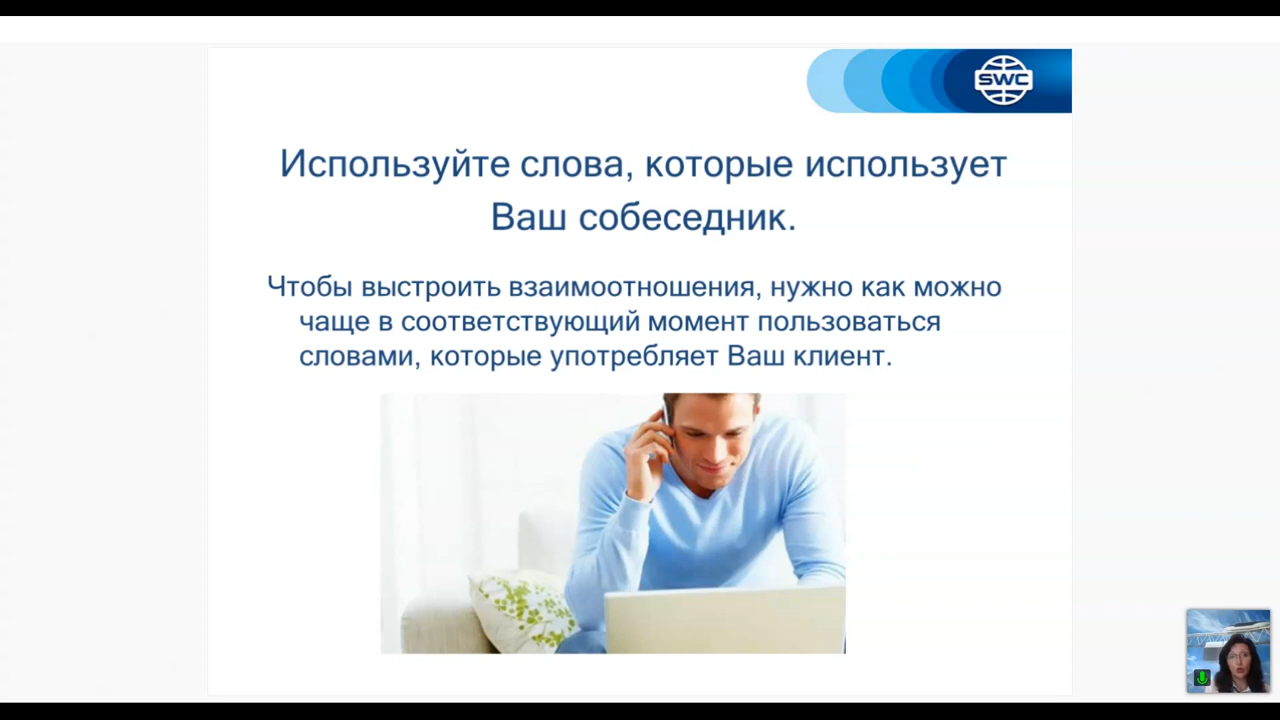 SWC
Используйте слова, которые использует
Ваш собеседник.
Чтобы выстроить взаимоотношения, нужно как можно
чаще в соответствующий момент пользоваться
словами, которые употребляет Ваш клиент.